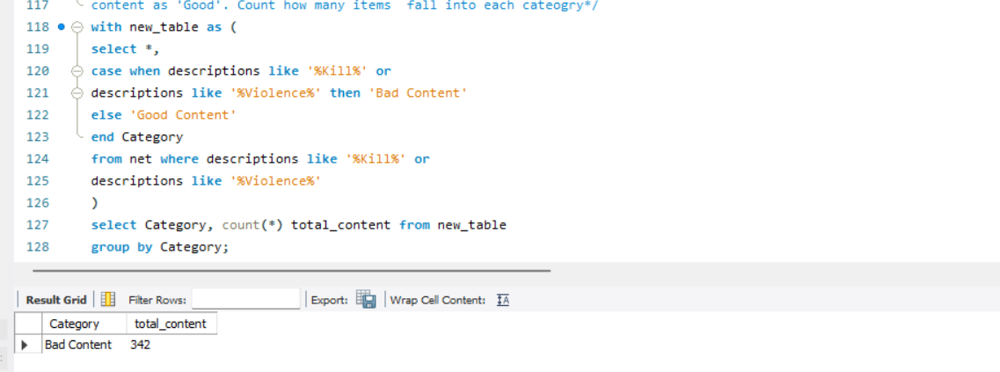 117 content as 'Good'. Count how many items fall into each cateogry*/
118 with new_table as (
119 select *,
120 case when descriptions like '%Kill%' or
121 descriptions like '%Violence%' then 'Bad Content'
122 else 'Good Content'
123 end Category
124 from net where descriptions like '%Kill%' or
125 descriptions like '%Violence%'
126 )
127 select Category, count(*) total_content from new_table
128 group by Category;
Result Grid Filter Rows: Export: Wrap Cell Content: IA
Category total_content
Bad Content 342